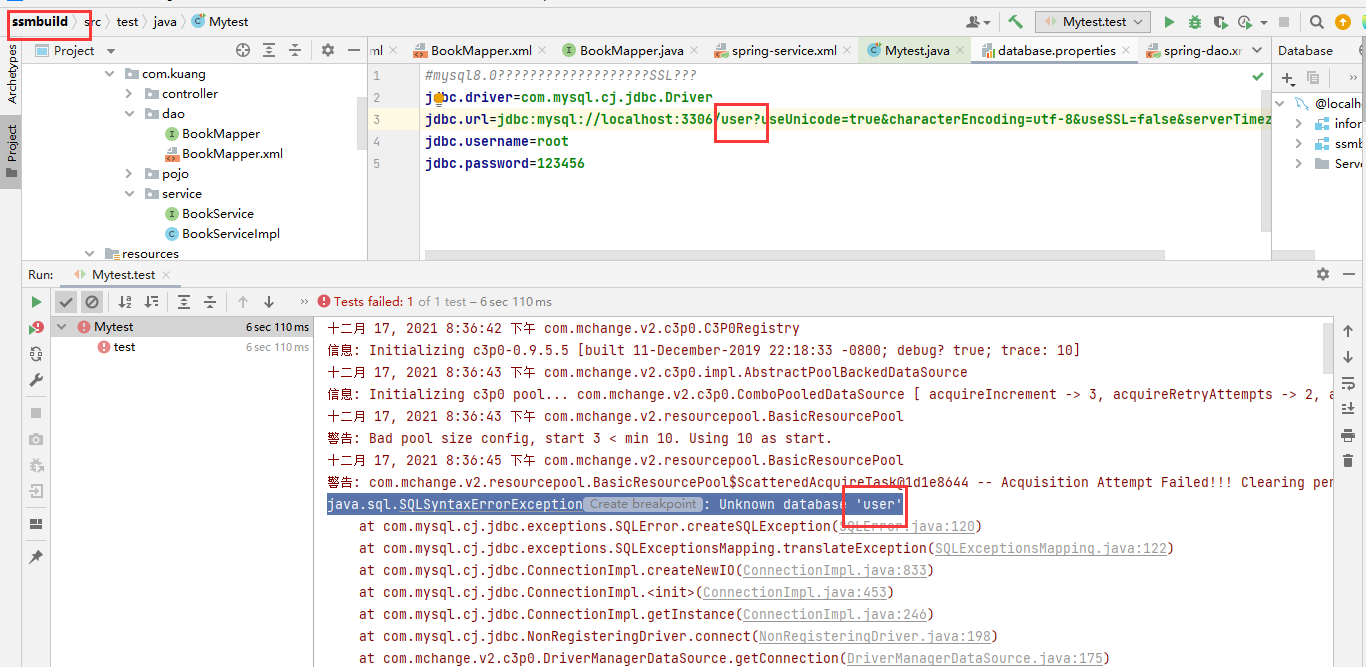 ssmbuild › src › test › java › Mytest
Mytest.test
Project
ml
BookMapper.xml
BookMapper.java
spring-service.xml
Mytest.java
database.properties
spring-dao.xr
Database
Archetypes
Project
com.kuang
controller
dao
BookMapper
BookMapper.xml
pojo
service
BookService
BookServiceImpl
resources
1 #mysql8.0???????????????????SSL???
2 jdbc.driver=com.mysql.cj.jdbc.Driver
3 jdbc.url=jdbc:mysql://localhost:3306/user?useUnicode=true&characterEncoding=utf-8&useSSL=false&serverTimez
4 jdbc.username=root
5 jdbc.password=123456
@localh
infor
ssmb
Serve
Run: Mytest.test
Tests failed: 1 of 1 test – 6 sec 110 ms
Mytest 6 sec 110 ms
test 6 sec 110 ms
十二月 17, 2021 8:36:42 下午 com.mchange.v2.c3p0.C3P0Registry
信息: Initializing c3p0-0.9.5.5 [built 11-December-2019 22:18:33 -0800; debug? true; trace: 10]
十二月 17, 2021 8:36:43 下午 com.mchange.v2.c3p0.impl.AbstractPoolBackedDataSource
信息: Initializing c3p0 pool... com.mchange.v2.c3p0.ComboPooledDataSource [ acquireIncrement -> 3, acquireRetryAttempts -> 2, a
十二月 17, 2021 8:36:43 下午 com.mchange.v2.resourcepool.BasicResourcePool
警告: Bad pool size config, start 3 < min 10. Using 10 as start.
十二月 17, 2021 8:36:45 下午 com.mchange.v2.resourcepool.BasicResourcePool
警告: com.mchange.v2.resourcepool.BasicResourcePool$ScatteredAcquireTask@1d1e8644 -- Acquisition Attempt Failed!!! Clearing pen
java.sql.SQLSyntaxErrorException Create breakpoint : Unknown database 'user'
at com.mysql.cj.jdbc.exceptions.SQLError.createSQLException(SQLError.java:120)
at com.mysql.cj.jdbc.exceptions.SQLExceptionsMapping.translateException(SQLExceptionsMapping.java:122)
at com.mysql.cj.jdbc.ConnectionImpl.createNewIO(ConnectionImpl.java:833)
at com.mysql.cj.jdbc.ConnectionImpl.<init>(ConnectionImpl.java:453)
at com.mysql.cj.jdbc.ConnectionImpl.getInstance(ConnectionImpl.java:246)
at com.mysql.cj.jdbc.NonRegisteringDriver.connect(NonRegisteringDriver.java:198)
at com.mchange.v2.c3p0.DriverManagerDataSource.getConnection(DriverManagerDataSource.java:175)